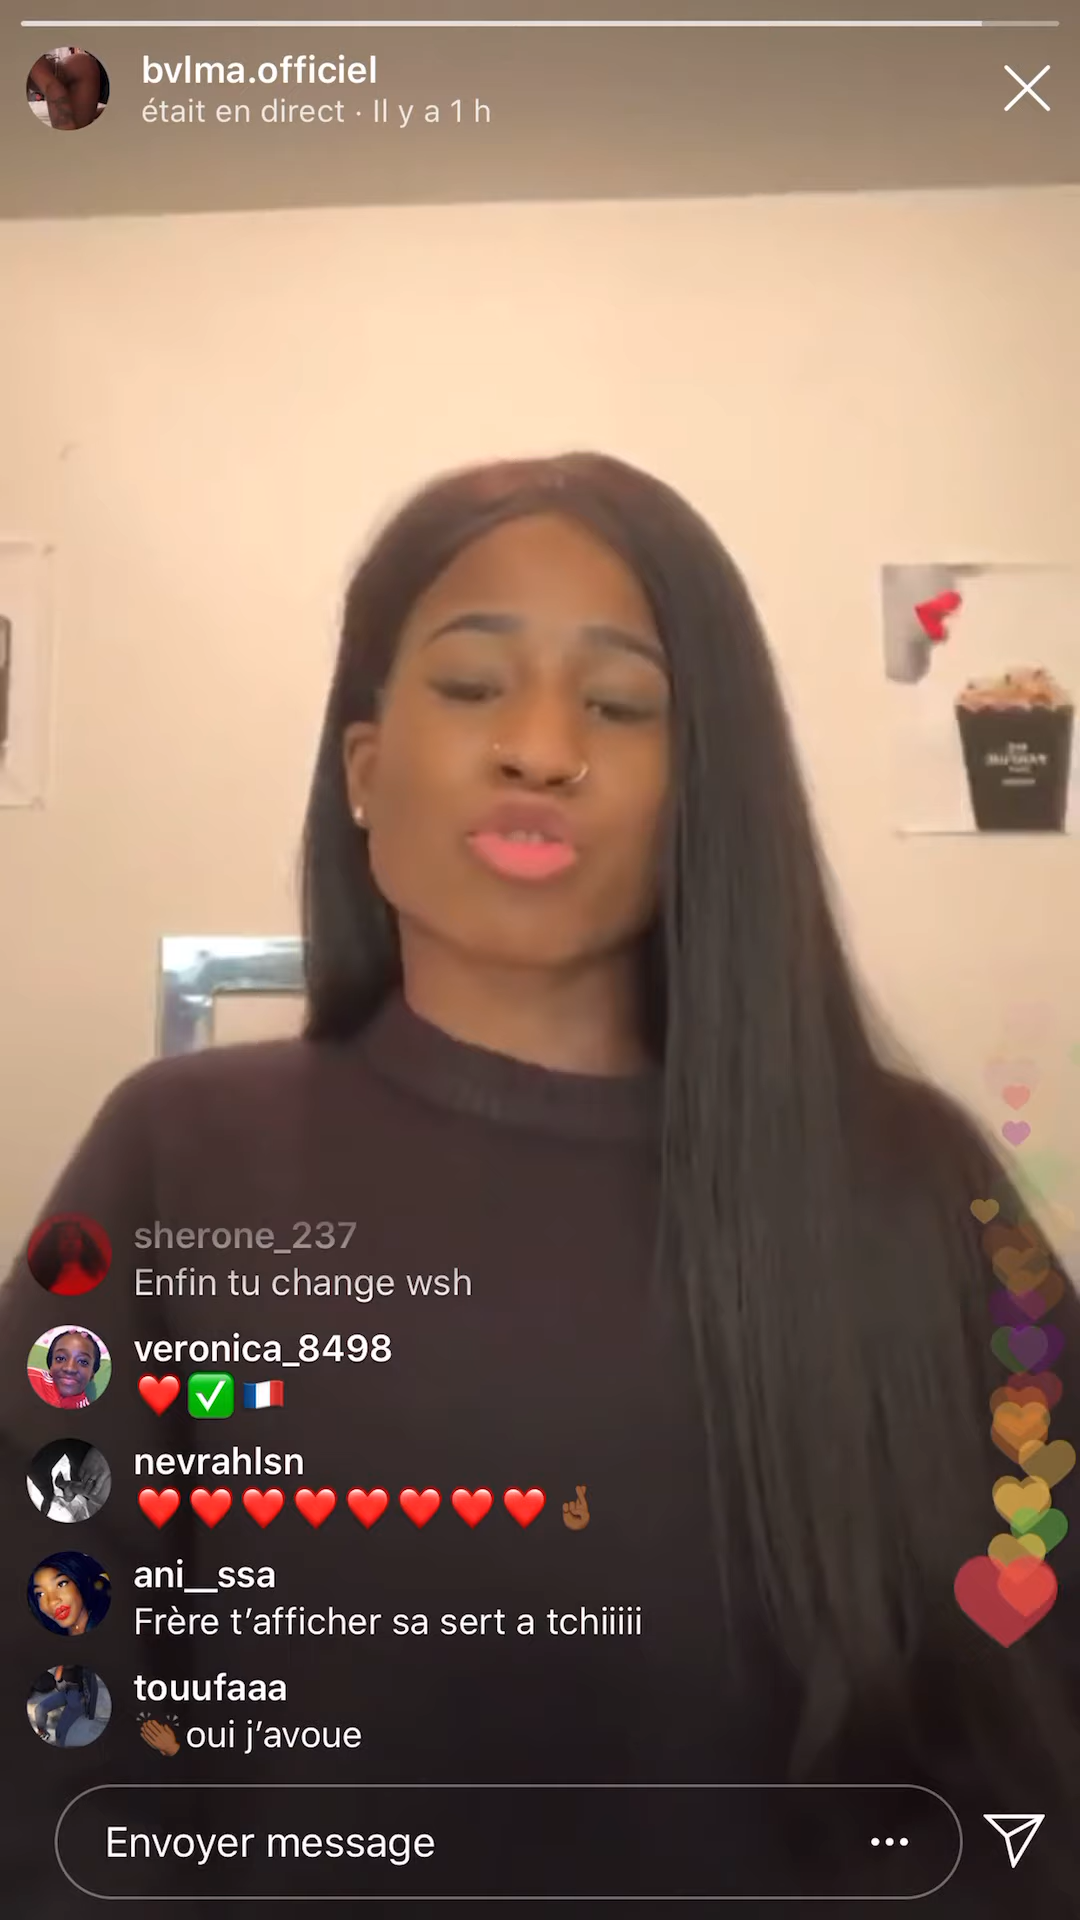 bvlma.officiel
était en direct · Il y a 1 h
sherone_237
Enfin tu change wsh
veronica_8498
❤️✅🇫🇷
nevrahlsn
❤️❤️❤️❤️❤️❤️❤️❤️🤞🏾
ani__ssa
Frère t’afficher sa sert a tchiiiii
touufaaa
👏🏾oui j’avoue
Envoyer message